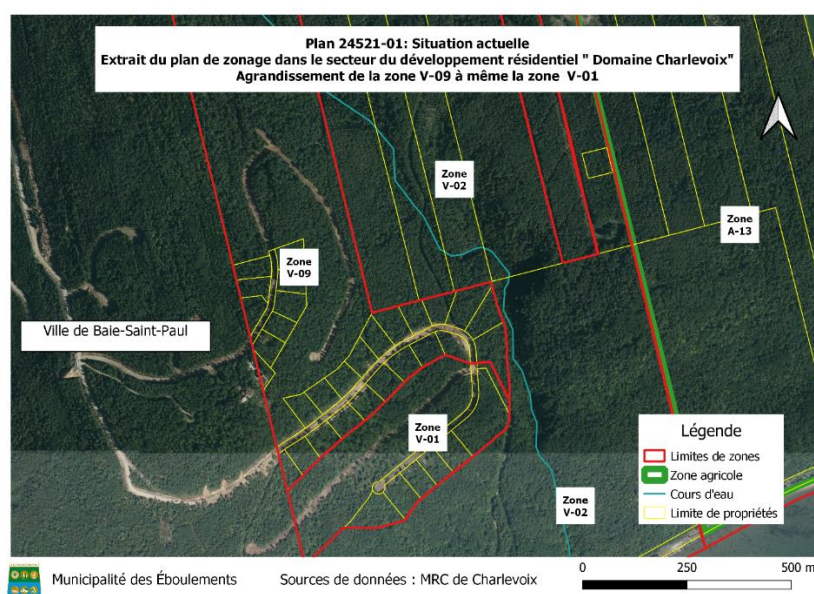 Plan 24521-01: Situation actuelle
Extrait du plan de zonage dans le secteur du développement résidentiel " Domaine Charlevoix"
Agrandissement de la zone V-09 à même la zone V-01
Zone
V-02
Zone
A-13
Zone
V-09
Ville de Baie-Saint-Paul
Zone
V-01
Zone
V-02
Légende
Limites de zones
Zone agricole
Cours d'eau
Limite de propriétés
Municipalité des Éboulements
Sources de données : MRC de Charlevoix
0 250 500 m